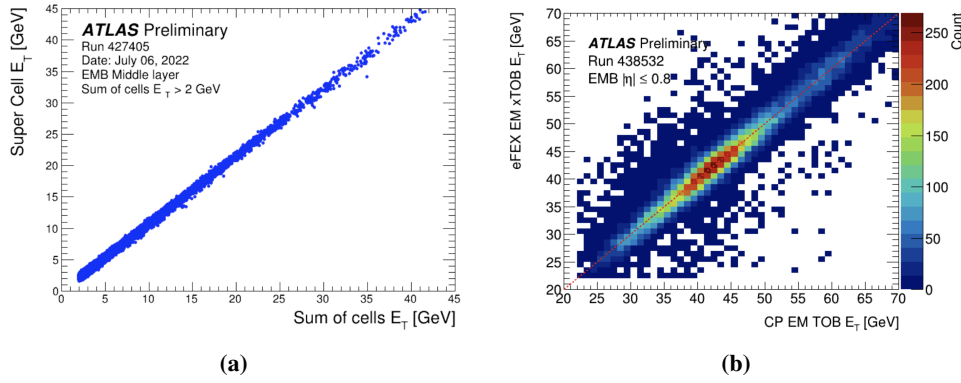 Super Cell E_T [GeV]
45
40
35
30
25
20
15
10
5
0
ATLAS Preliminary
Run 427405
Date: July 06, 2022
EMB Middle layer
Sum of cells E_T > 2 GeV
0 5 10 15 20 25 30 35 40 45
Sum of cells E_T [GeV]
(a)
eFEX EM xTOB E_T [GeV]
70
65
60
55
50
45
40
35
30
25
20
ATLAS Preliminary
Run 438532
EMB |η| ≤ 0.8
20 25 30 35 40 45 50 55 60 65 70
CP EM TOB E_T [GeV]
Count
250
200
150
100
50
0
(b)